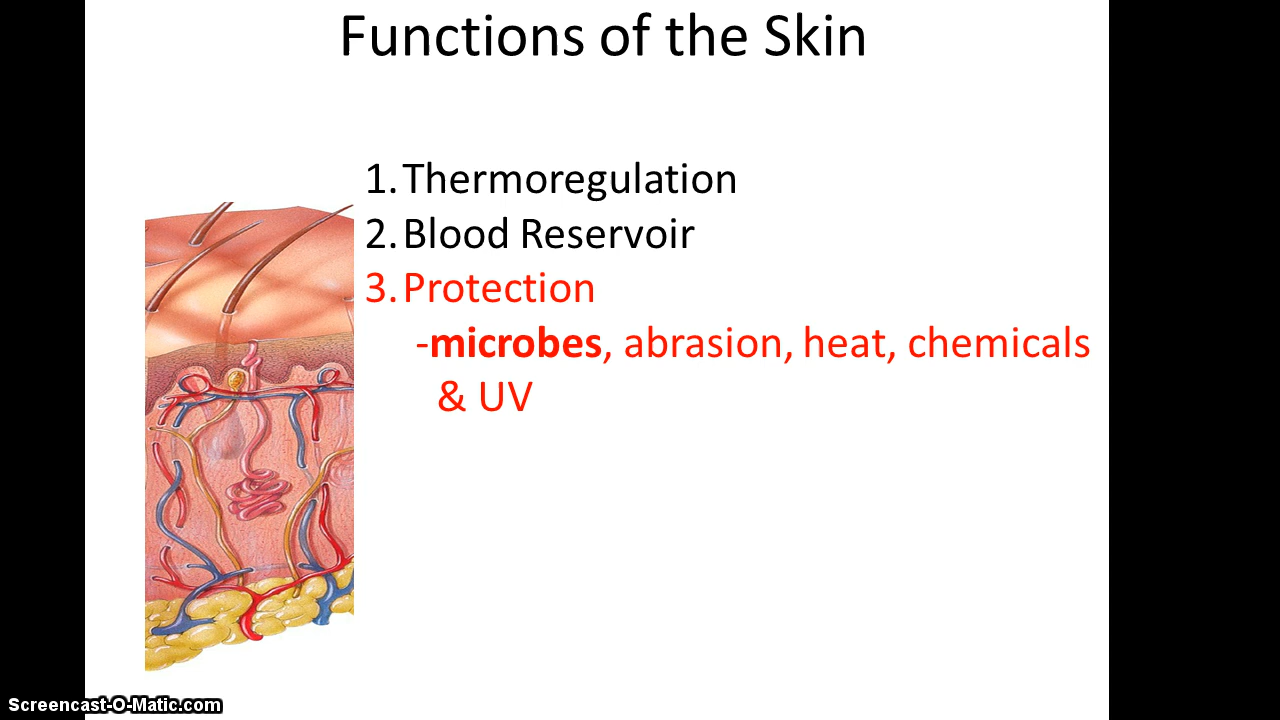 Functions of the Skin
1. Thermoregulation
2. Blood Reservoir
3. Protection
-microbes, abrasion, heat, chemicals
& UV
Screencast-O-Matic.com